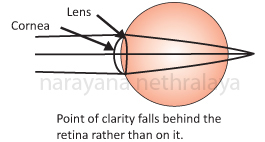 Lens
Cornea
narayana nethralaya
Point of clarity falls behind the
retina rather than on it.